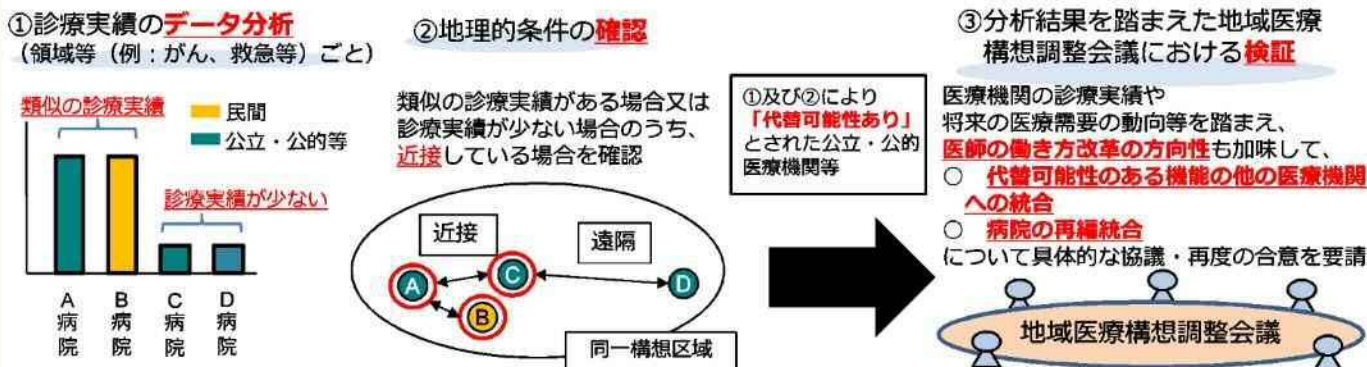 ①診療実績のデータ分析
（領域等（例：がん、救急等）ごと）
類似の診療実績
民間
公立・公的等
診療実績が少ない
A病院
B病院
C病院
D病院
②地理的条件の確認
類似の診療実績がある場合又は
診療実績が少ない場合のうち、
近接している場合を確認
近接
遠隔
A
B
C
D
同一構想区域
①及び②により
「代替可能性あり」
とされた公立・公的
医療機関等
③分析結果を踏まえた地域医療
構想調整会議における検証
医療機関の診療実績や
将来の医療需要の動向等を踏まえ、
医師の働き方改革の方向性も加味して、
○　代替可能性のある機能の他の医療機関
への統合
○　病院の再編統合
について具体的な協議・再度の合意を要請
地域医療構想調整会議